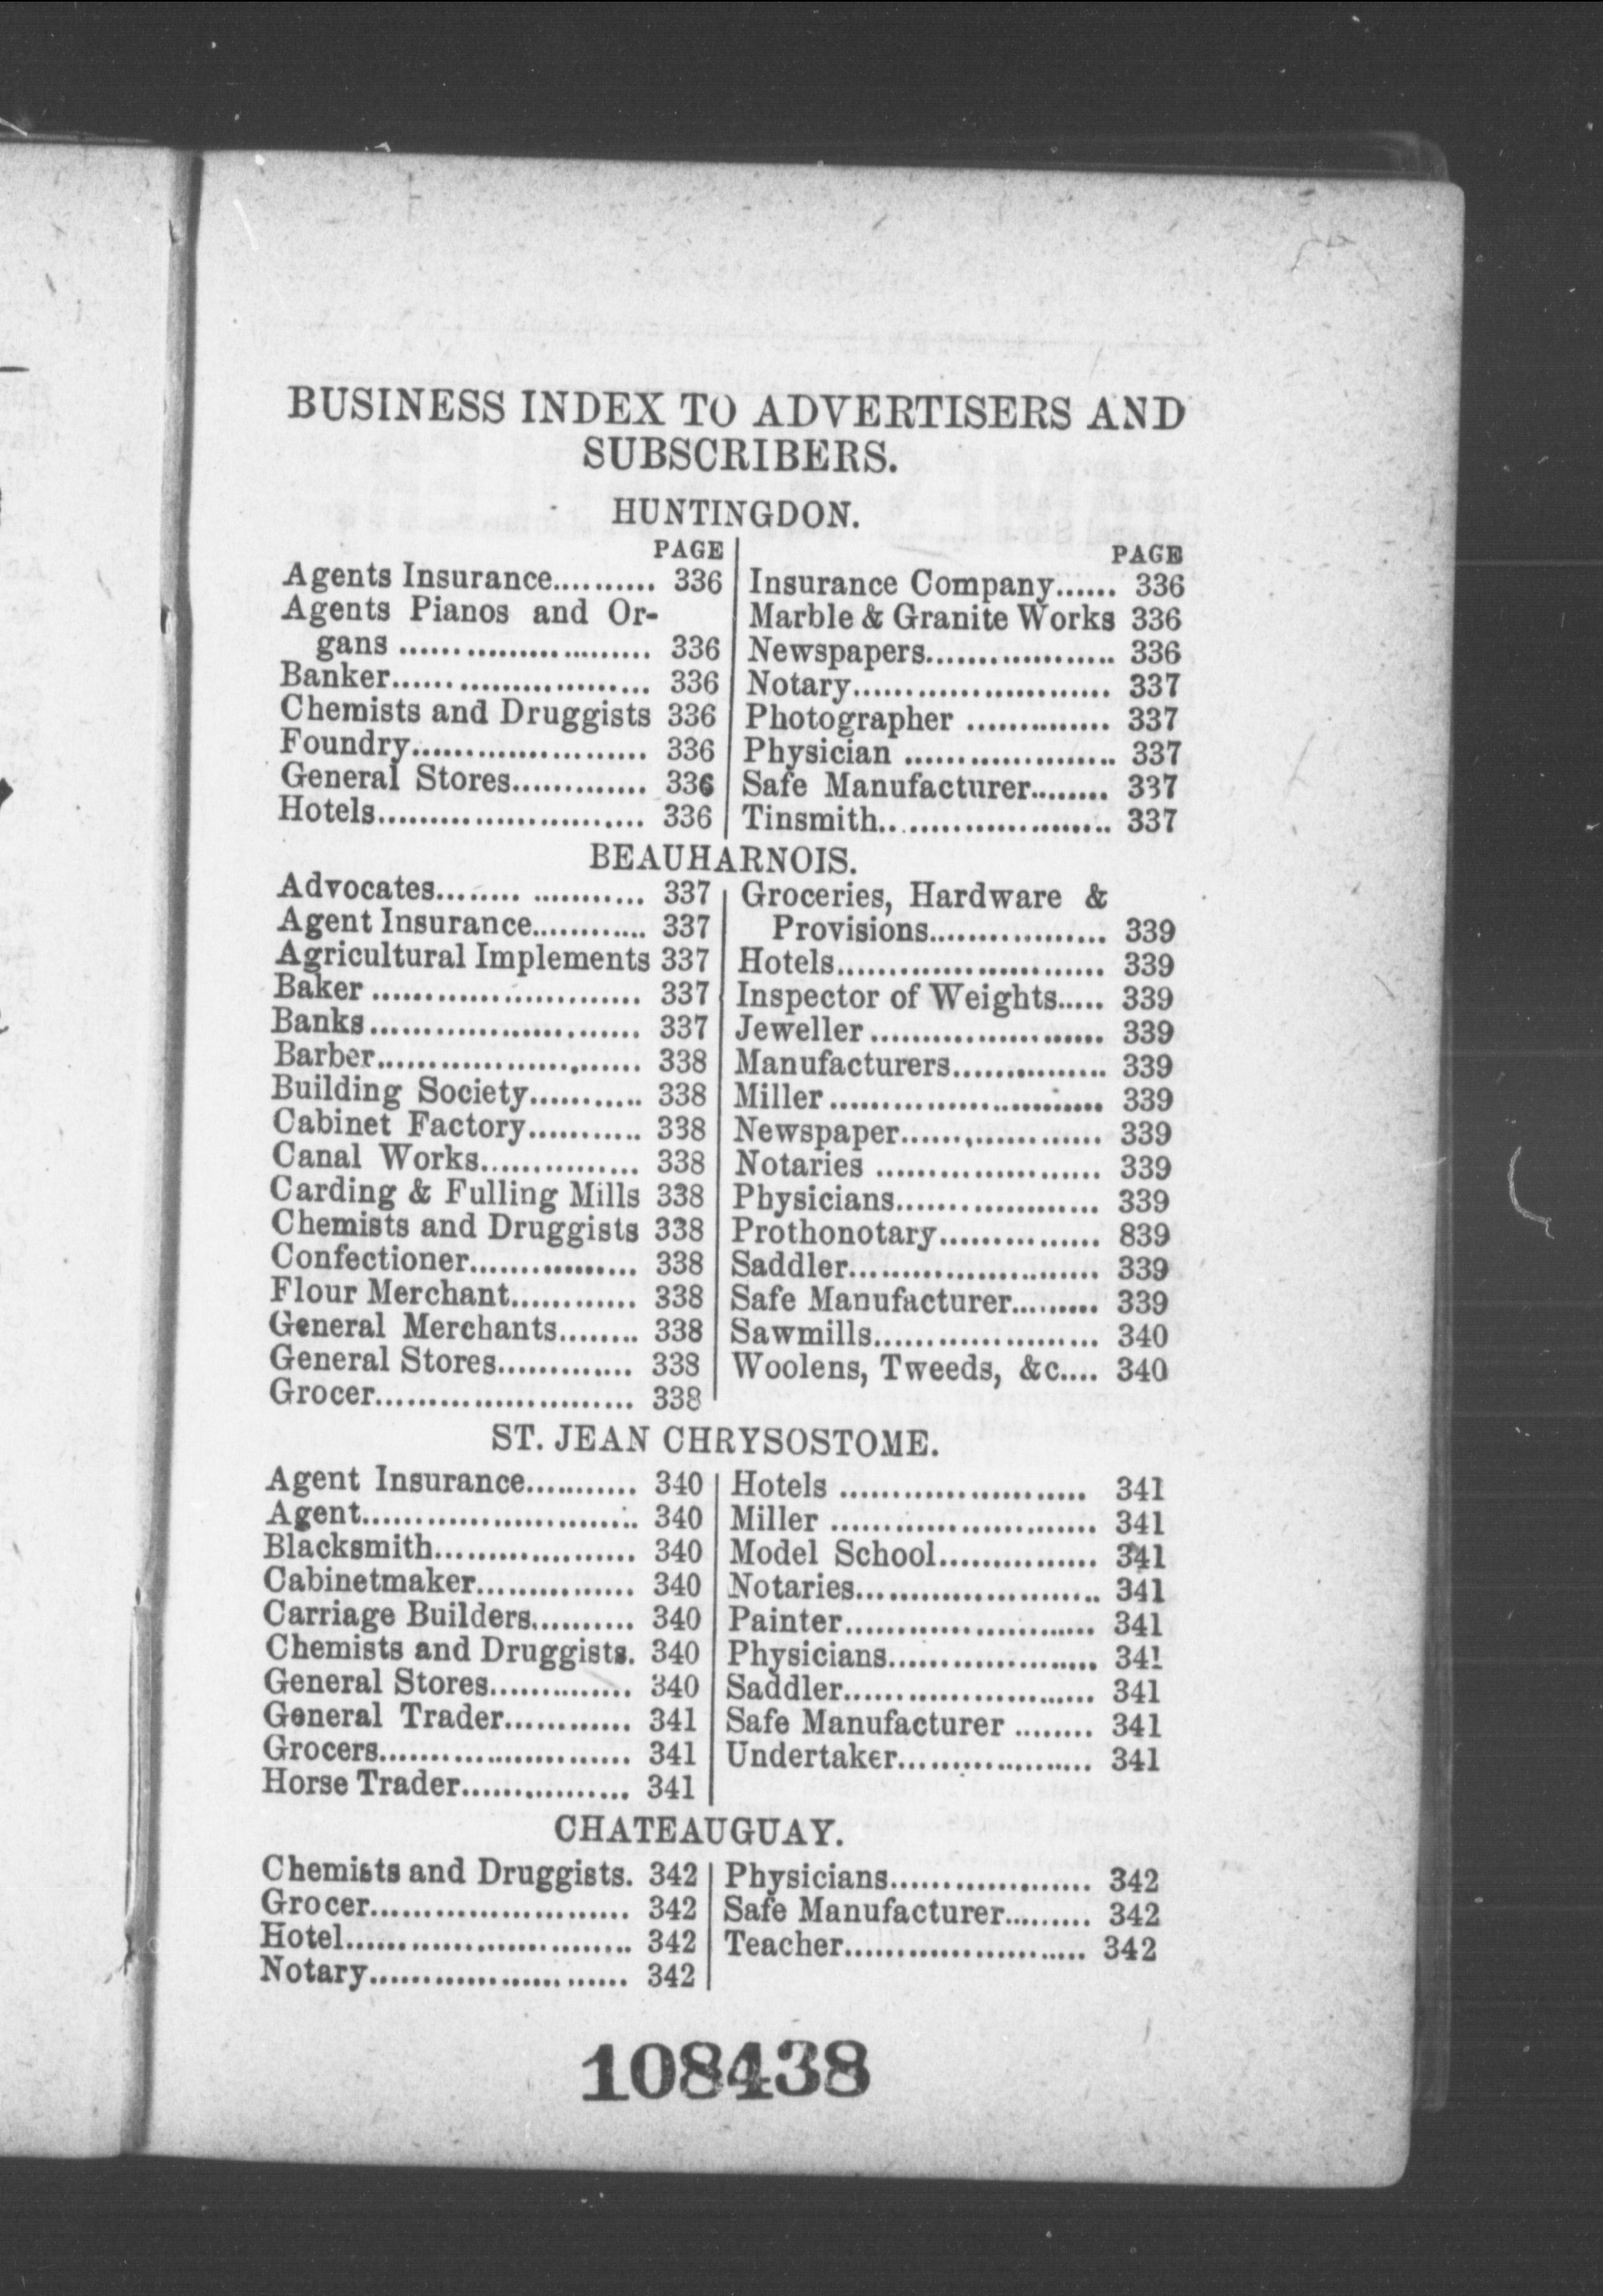 BUSINESS INDEX TO ADVERTISERS AND
SUBSCRIBERS.
HUNTINGDON.
PAGE
Agents Insurance.......... 336
Agents Pianos and Or-
gans ........................ 336
Banker........................ 336
Chemists and Druggists 336
Foundry...................... 336
General Stores............. 336
Hotels......................... 336
PAGE
Insurance Company...... 336
Marble & Granite Works 336
Newspapers.................. 336
Notary......................... 337
Photographer .............. 337
Physician .................... 337
Safe Manufacturer........ 337
Tinsmith...................... 337
BEAUHARNOIS.
Advocates........ ........... 337
Agent Insurance............ 337
Agricultural Implements 337
Baker .......................... 337
Banks.......................... 337
Barber......................... 338
Building Society........... 338
Cabinet Factory........... 338
Canal Works............... 338
Carding & Fulling Mills 338
Chemists and Druggists 338
Confectioner................ 338
Flour Merchant............ 338
General Merchants........ 338
General Stores............. 338
Grocer......................... 338
Groceries, Hardware &
Provisions................. 339
Hotels.......................... 339
Inspector of Weights..... 339
Jeweller ...................... 339
Manufacturers............... 339
Miller .......................... 339
Newspaper................... 339
Notaries ...................... 339
Physicians.................... 339
Prothonotary............... 839
Saddler........................ 339
Safe Manufacturer......... 339
Sawmills...................... 340
Woolens, Tweeds, &c.... 340
ST. JEAN CHRYSOSTOME.
Agent Insurance........... 340
Agent.......................... 340
Blacksmith................... 340
Cabinetmaker............... 340
Carriage Builders.......... 340
Chemists and Druggists. 340
General Stores.............. 340
General Trader............ 341
Grocers........................ 341
Horse Trader................ 341
Hotels ........................ 341
Miller .......................... 341
Model School............... 341
Notaries....................... 341
Painter........................ 341
Physicians.................... 341
Saddler........................ 341
Safe Manufacturer ........ 341
Undertaker................... 341
CHATEAUGUAY.
Chemists and Druggists. 342
Grocer......................... 342
Hotel............................ 342
Notary......................... 342
Physicians................... 342
Safe Manufacturer......... 342
Teacher....................... 342
108438